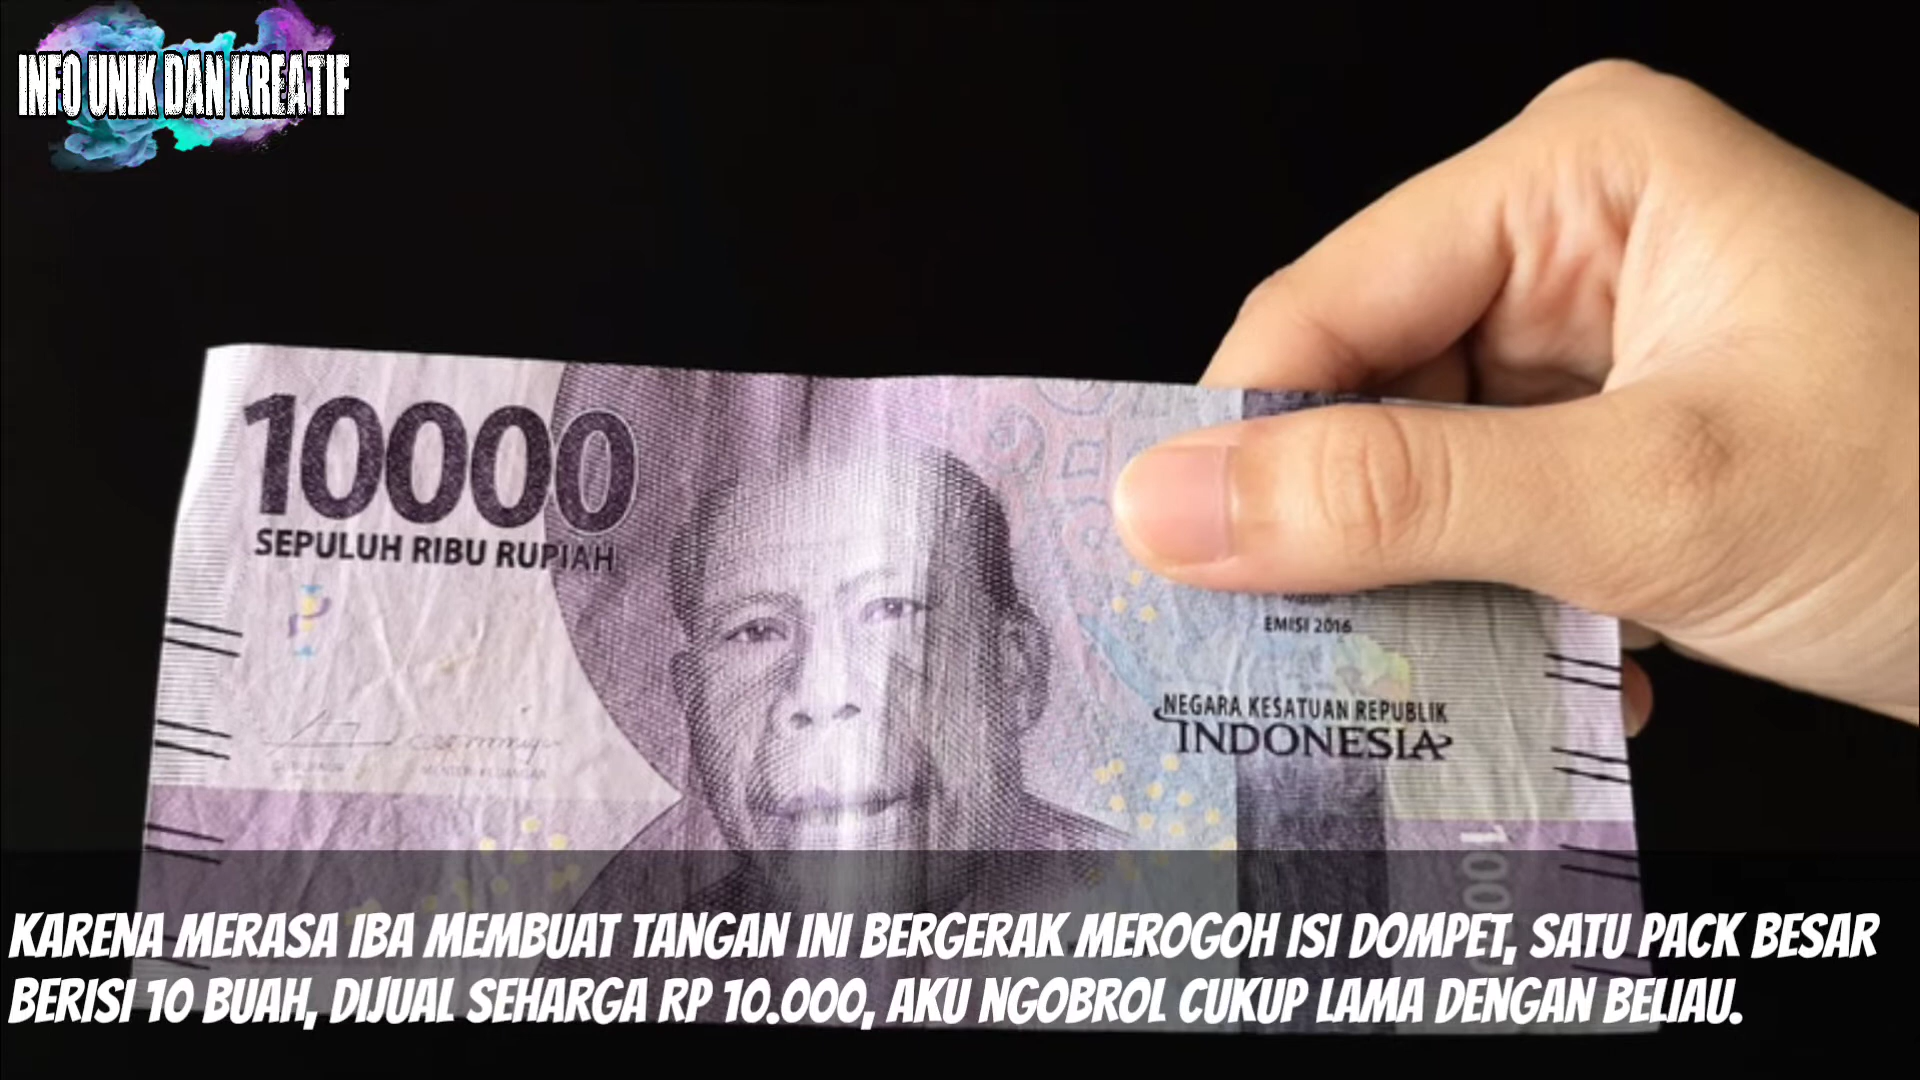 INFO UNIK DAN KREATIF
10000
SEPULUH RIBU RUPIAH
EMISI 2016
NEGARA KESATUAN REPUBLIK
INDONESIA
KARENA MERASA IBA MEMBUAT TANGAN INI BERGERAK MEROGOH ISI DOMPET, SATU PACK BESAR
BERISI 10 BUAH, DIJUAL SEHARGA RP 10.000, AKU NGOBROL CUKUP LAMA DENGAN BELIAU.